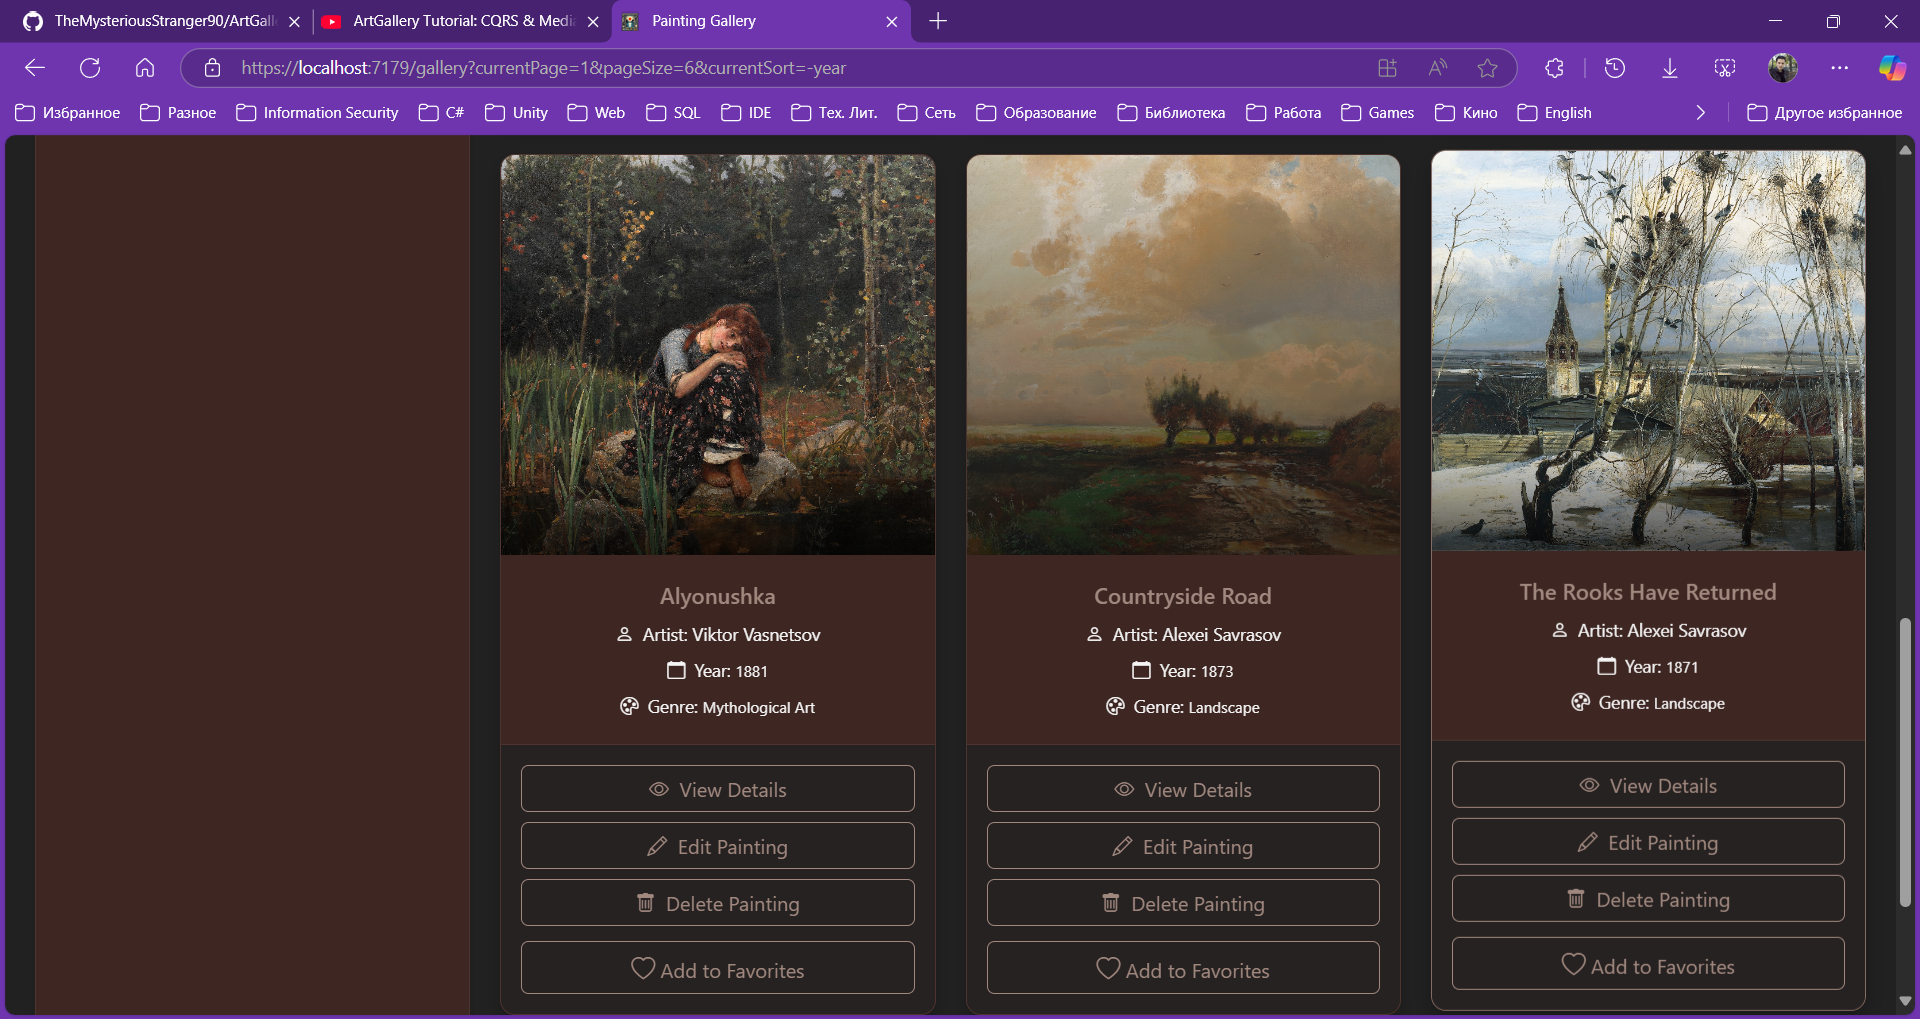 TheMysteriousStranger90/ArtGall
ArtGallery Tutorial: CQRS & Media
Painting Gallery
https://localhost:7179/gallery?currentPage=1&pageSize=6&currentSort=-year
Избранное
Разное
Information Security
C#
Unity
Web
SQL
IDE
Тех. Лит.
Сеть
Образование
Библиотека
Работа
Games
Кино
English
Другое избранное
Alyonushka
Artist: Viktor Vasnetsov
Year: 1881
Genre: Mythological Art
View Details
Edit Painting
Delete Painting
Add to Favorites
Countryside Road
Artist: Alexei Savrasov
Year: 1873
Genre: Landscape
View Details
Edit Painting
Delete Painting
Add to Favorites
The Rooks Have Returned
Artist: Alexei Savrasov
Year: 1871
Genre: Landscape
View Details
Edit Painting
Delete Painting
Add to Favorites